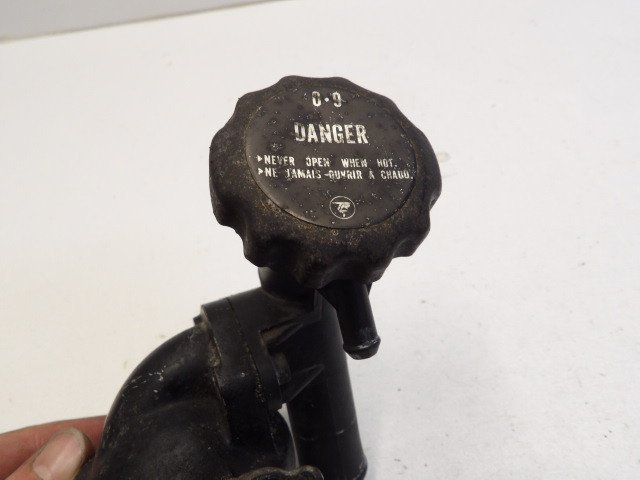 0·9
DANGER
▸NEVER OPEN WHEN HOT.
▸NE JAMAIS OUVRIR À CHAUD.